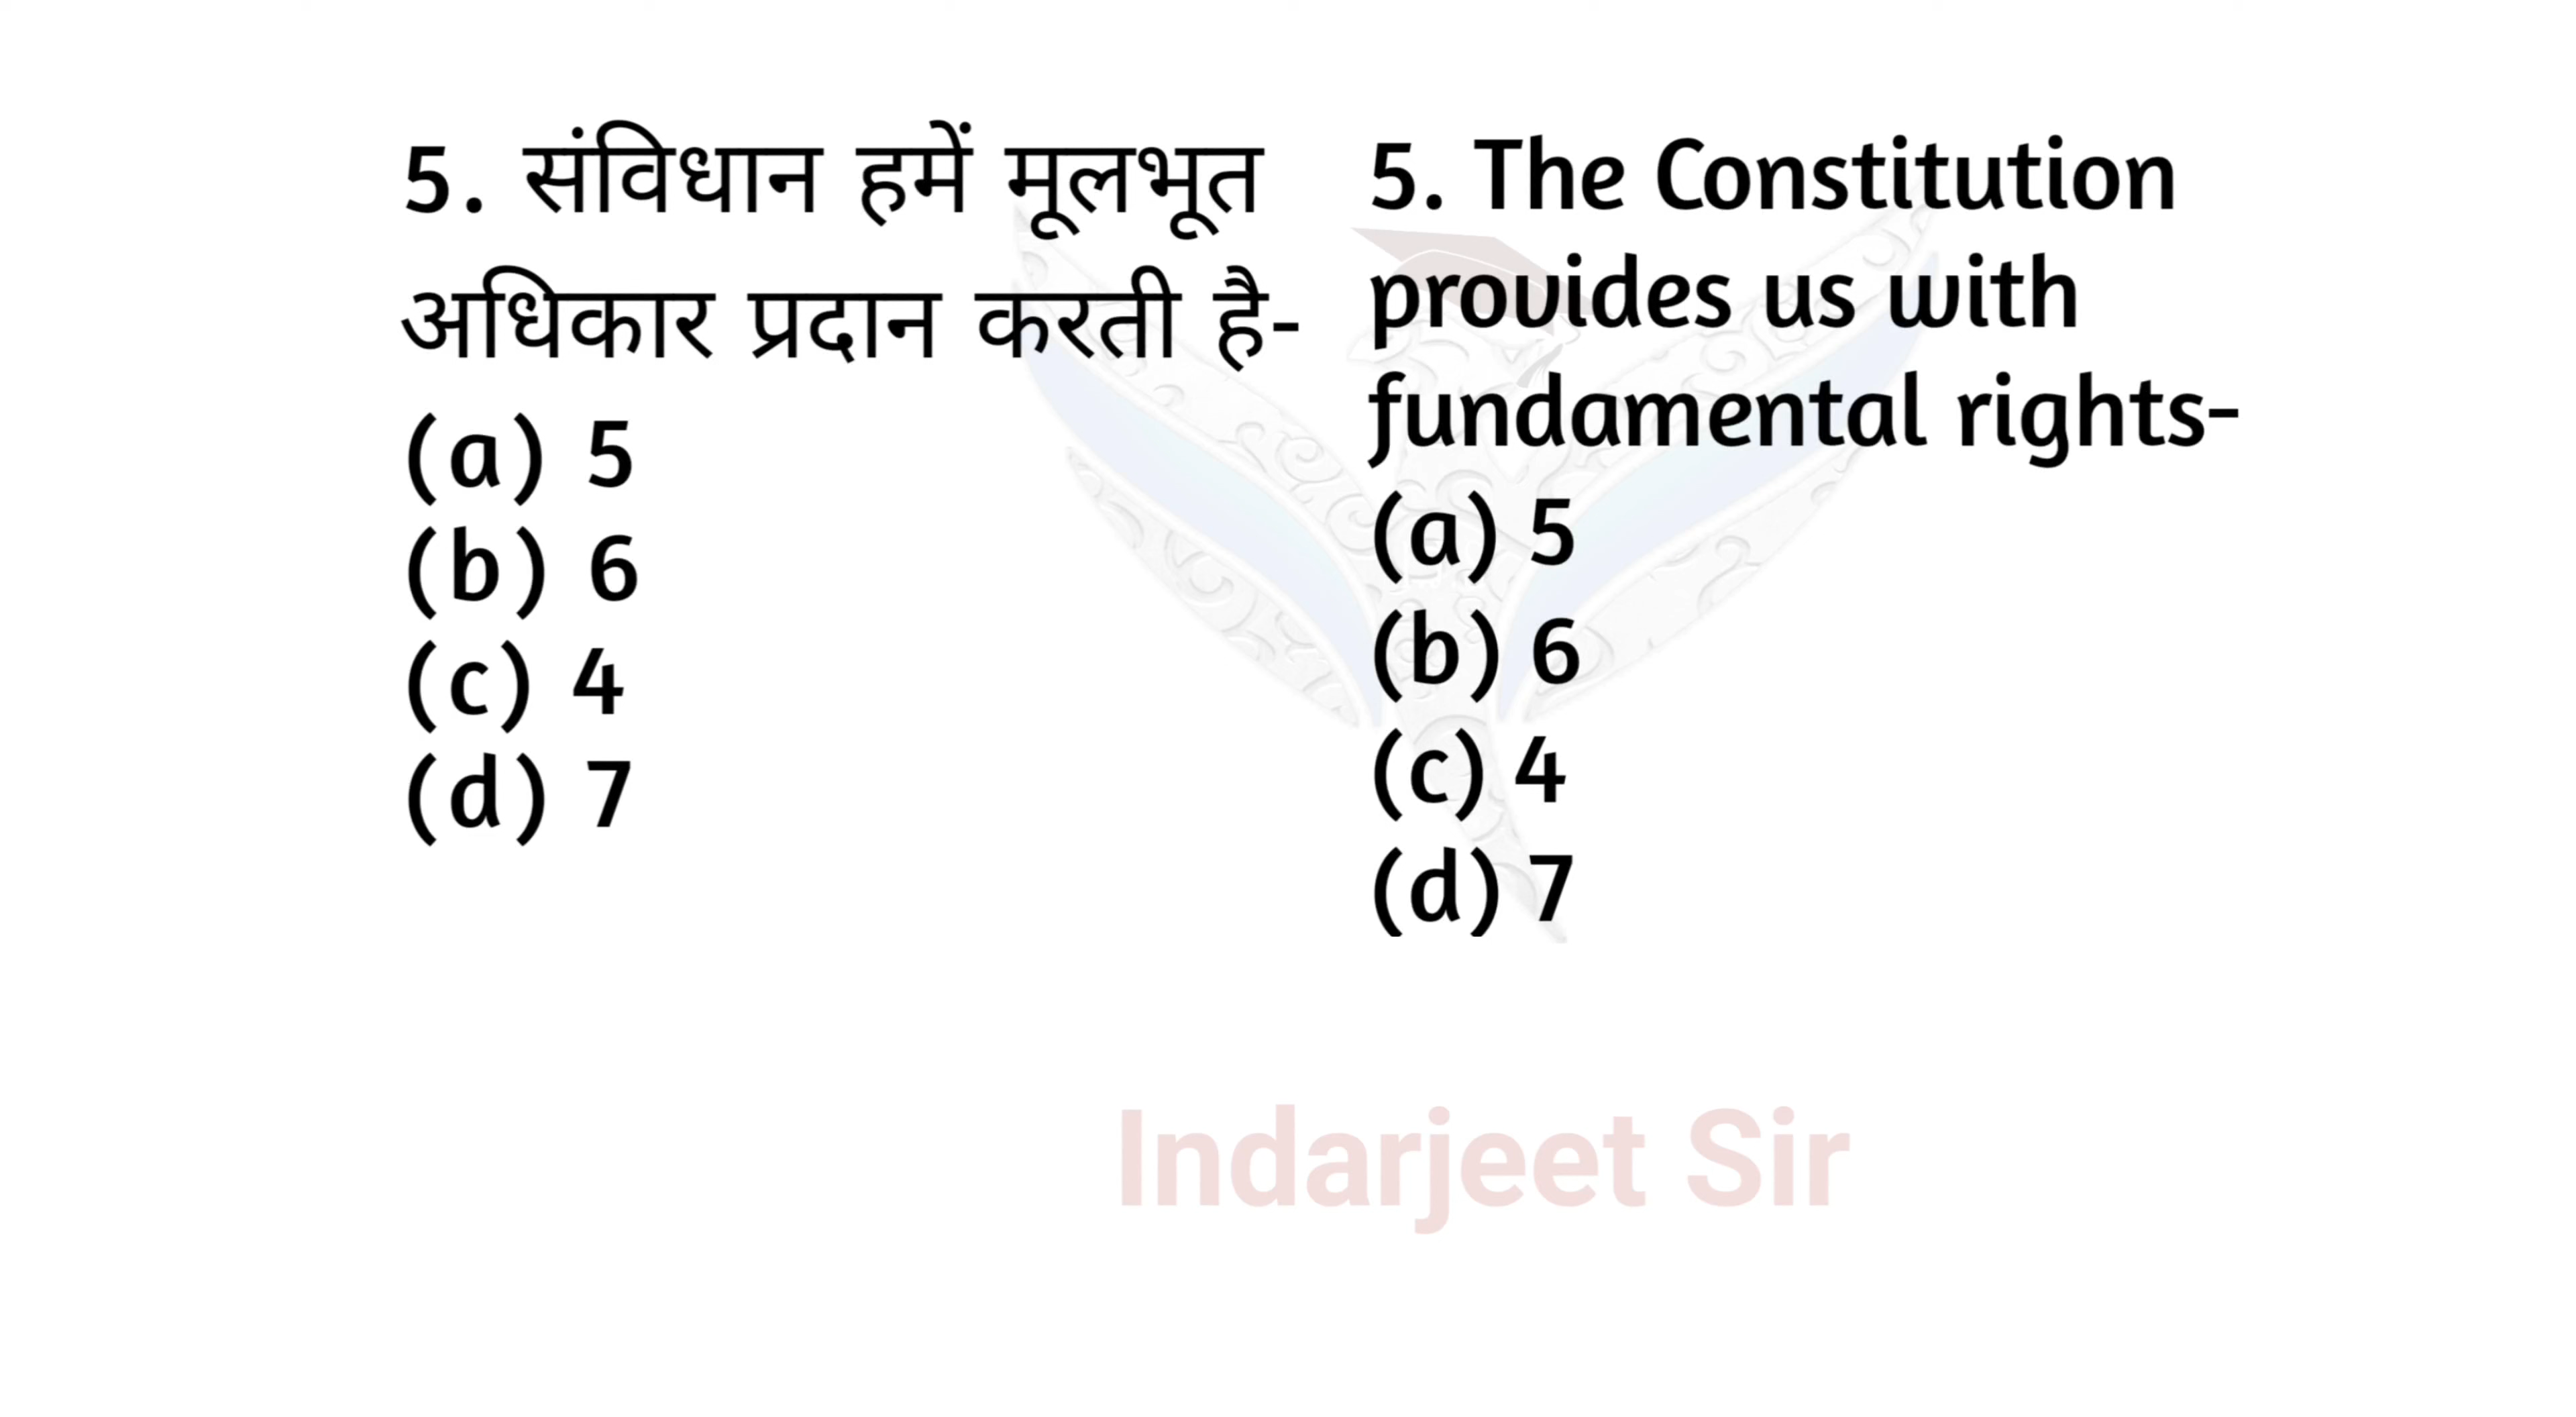 5. संविधान हमें मूलभूत
अधिकार प्रदान करती है-
(a) 5
(b) 6
(c) 4
(d) 7
5. The Constitution
provides us with
fundamental rights-
(a) 5
(b) 6
(c) 4
(d) 7
Indarjeet Sir